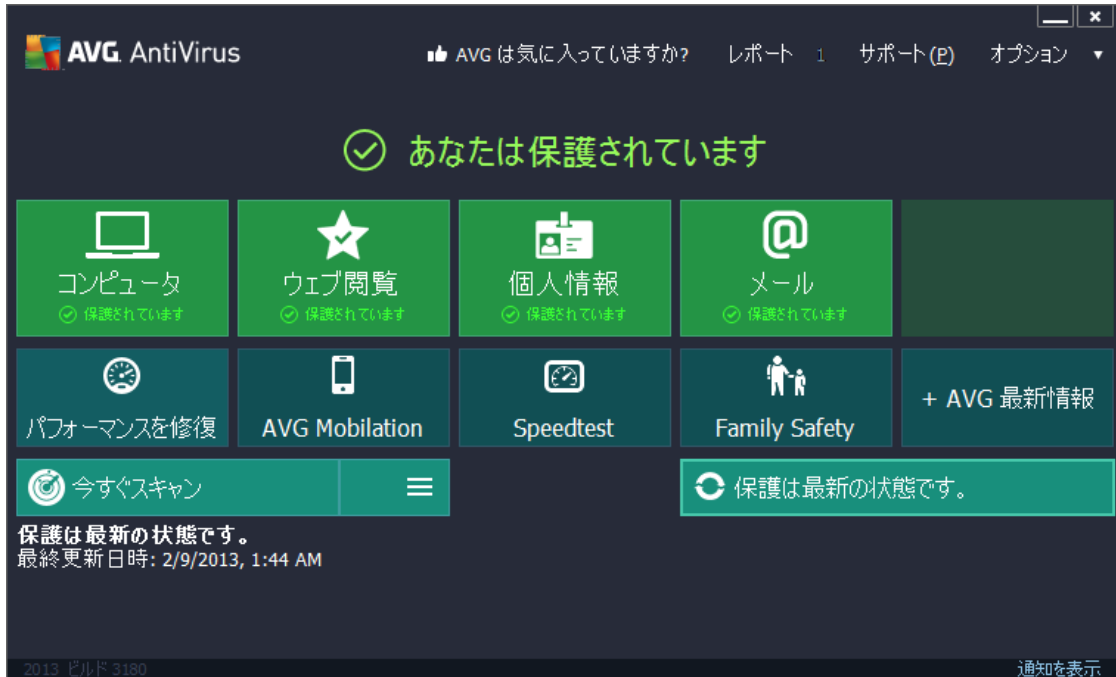 AVG AntiVirus
AVG は気に入っていますか?
レポート 1
サポート(P)
オプション
あなたは保護されています
コンピュータ
保護されています
ウェブ閲覧
保護されています
個人情報
保護されています
メール
保護されています
パフォーマンスを修復
AVG Mobilation
Speedtest
Family Safety
+ AVG 最新情報
今すぐスキャン
保護は最新の状態です。
保護は最新の状態です。
最終更新日時: 2/9/2013, 1:44 AM
2013 ビルド 3180
通知を表示